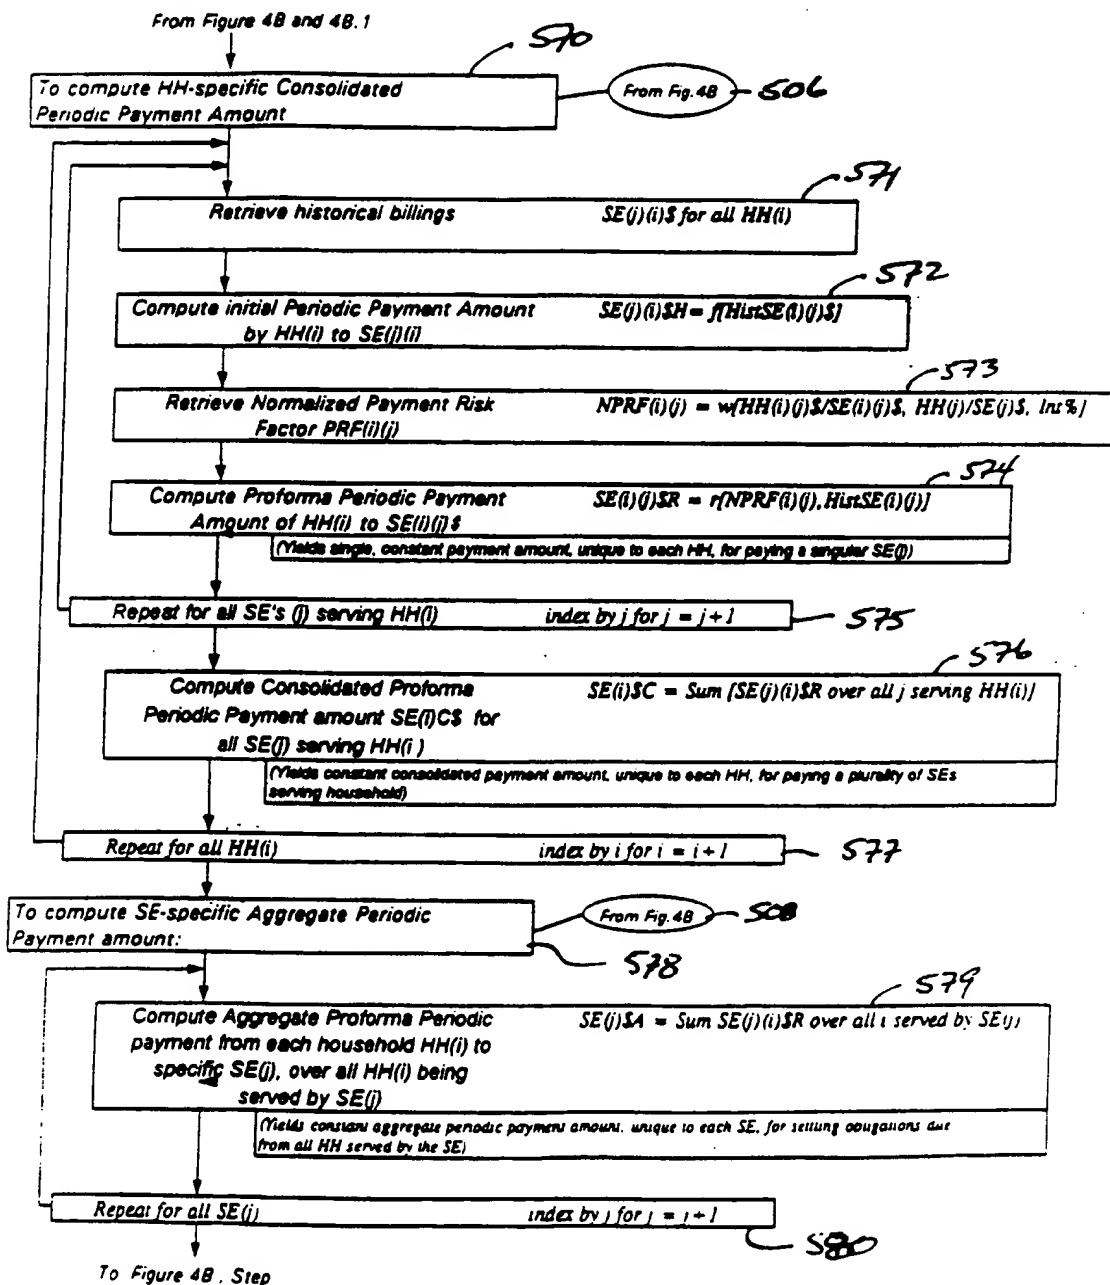 From Figure 4B and 4B.1
570
To compute HH-specific Consolidated
Periodic Payment Amount
From Fig. 4B
506
571
Retrieve historical billings SE(j)(i)$ for all HH(i)
572
Compute initial Periodic Payment Amount SE(j)(i)$H = f[HistSE(i)(j)$]
by HH(i) to SE(j)(i)
573
Retrieve Normalized Payment Risk NPRF(i)(j) = w[HH(i)(j)$/SE(i)(j)$, HH(j)/SE(j)$, Int%]
Factor PRF(i)(j)
574
Compute Proforma Periodic Payment SE(i)(j)$R = r[NPRF(i)(j),HistSE(i)(j)]
Amount of HH(i) to SE(i)(j)$
(Yields single, constant payment amount, unique to each HH, for paying a singular SE(j))
Repeat for all SE's (j) serving HH(i) index by j for j = j+1
575
576
Compute Consolidated Proforma SE(i)$C = Sum [SE(j)(i)$R over all j serving HH(i)]
Periodic Payment amount SE(i)C$ for
all SE(j) serving HH(i)
(Yields constant consolidated payment amount, unique to each HH, for paying a plurality of SEs
serving household)
Repeat for all HH(i) index by i for i = i+1
577
To compute SE-specific Aggregate Periodic
Payment amount:
From Fig. 4B
508
578
579
Compute Aggregate Proforma Periodic SE(j)$A = Sum SE(j)(i)$R over all i served by SE(j)
payment from each household HH(i) to
specific SE(j), over all HH(i) being
served by SE(j)
(Yields constant aggregate periodic payment amount, unique to each SE, for settling obligations due
from all HH served by the SE)
Repeat for all SE(j) index by j for j = j+1
580
To Figure 4B, Step